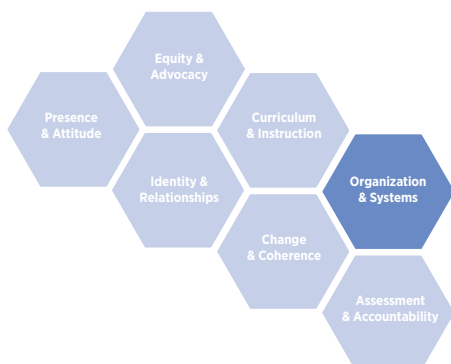 Equity &
Advocacy
Presence
& Attitude
Curriculum
& Instruction
Identity &
Relationships
Organization
& Systems
Change
& Coherence
Assessment
& Accountability